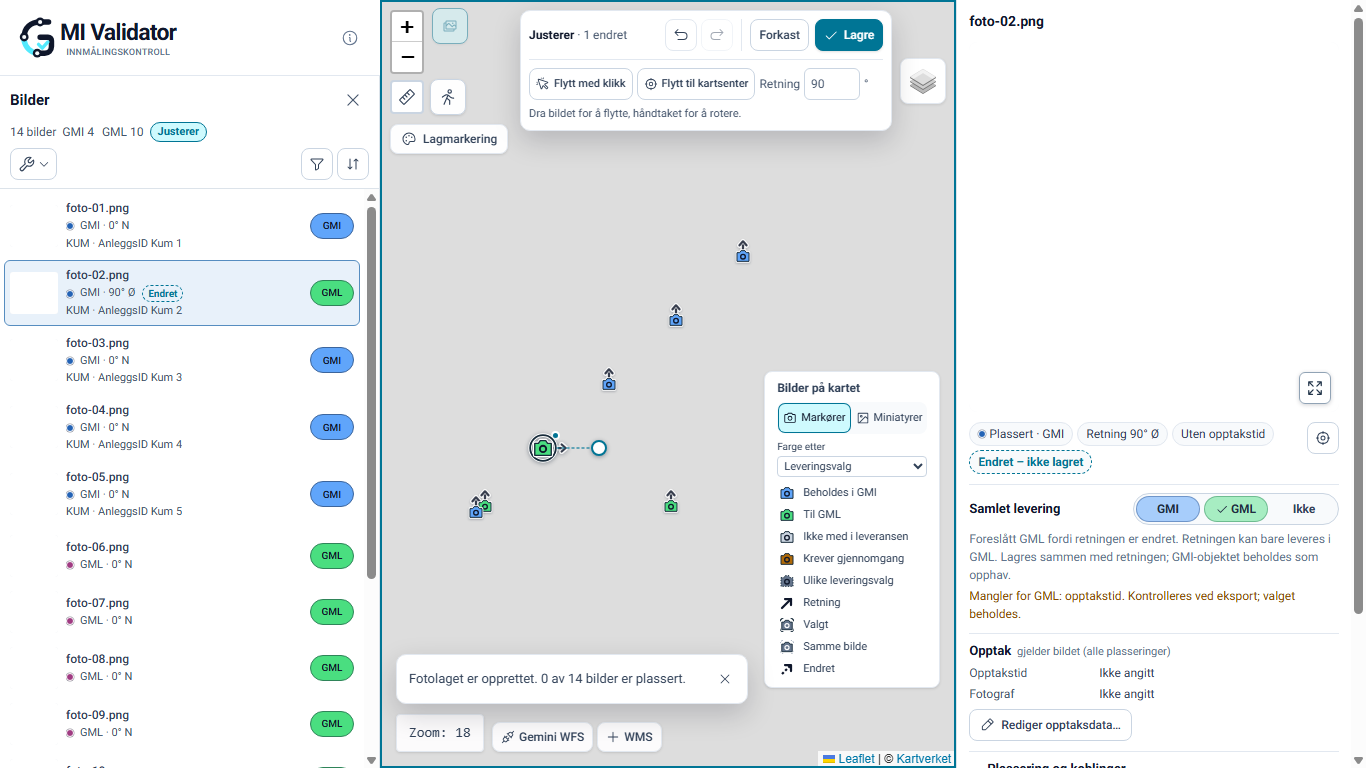 MI Validator
INNMÅLINGSKONTROLL
Bilder
14 bilder GMI 4 GML 10 Justerer
foto-01.png
GMI · 0° N
KUM · AnleggsID Kum 1
GMI
foto-02.png
GMI · 90° Ø Endret
KUM · AnleggsID Kum 2
GML
foto-03.png
GMI · 0° N
KUM · AnleggsID Kum 3
GMI
foto-04.png
GMI · 0° N
KUM · AnleggsID Kum 4
GMI
foto-05.png
GMI · 0° N
KUM · AnleggsID Kum 5
GMI
foto-06.png
GML · 0° N
GML
foto-07.png
GML · 0° N
GML
foto-08.png
GML · 0° N
GML
foto-09.png
GML · 0° N
GML
+
−
Lagmarkering
Justerer · 1 endret
Forkast
Lagre
Flytt med klikk
Flytt til kartsenter
Retning 90 °
Dra bildet for å flytte, håndtaket for å rotere.
Bilder på kartet
Markører
Miniatyrer
Farge etter
Leveringsvalg
Beholdes i GMI
Til GML
Ikke med i leveransen
Krever gjennomgang
Ulike leveringsvalg
Retning
Valgt
Samme bilde
Endret
Fotolaget er opprettet. 0 av 14 bilder er plassert.
Zoom: 18
Gemini WFS
WMS
Leaflet | © Kartverket
foto-02.png
Plassert · GMI
Retning 90° Ø
Uten opptakstid
Endret – ikke lagret
Samlet levering
GMI
GML
Ikke
Foreslått GML fordi retningen er endret. Retningen kan bare leveres i
GML. Lagres sammen med retningen; GMI-objektet beholdes som
opphav.
Mangler for GML: opptakstid. Kontrolleres ved eksport; valget
beholdes.
Opptak gjelder bildet (alle plasseringer)
Opptakstid Ikke angitt
Fotograf Ikke angitt
Rediger opptaksdata…
Plassering og koblinger